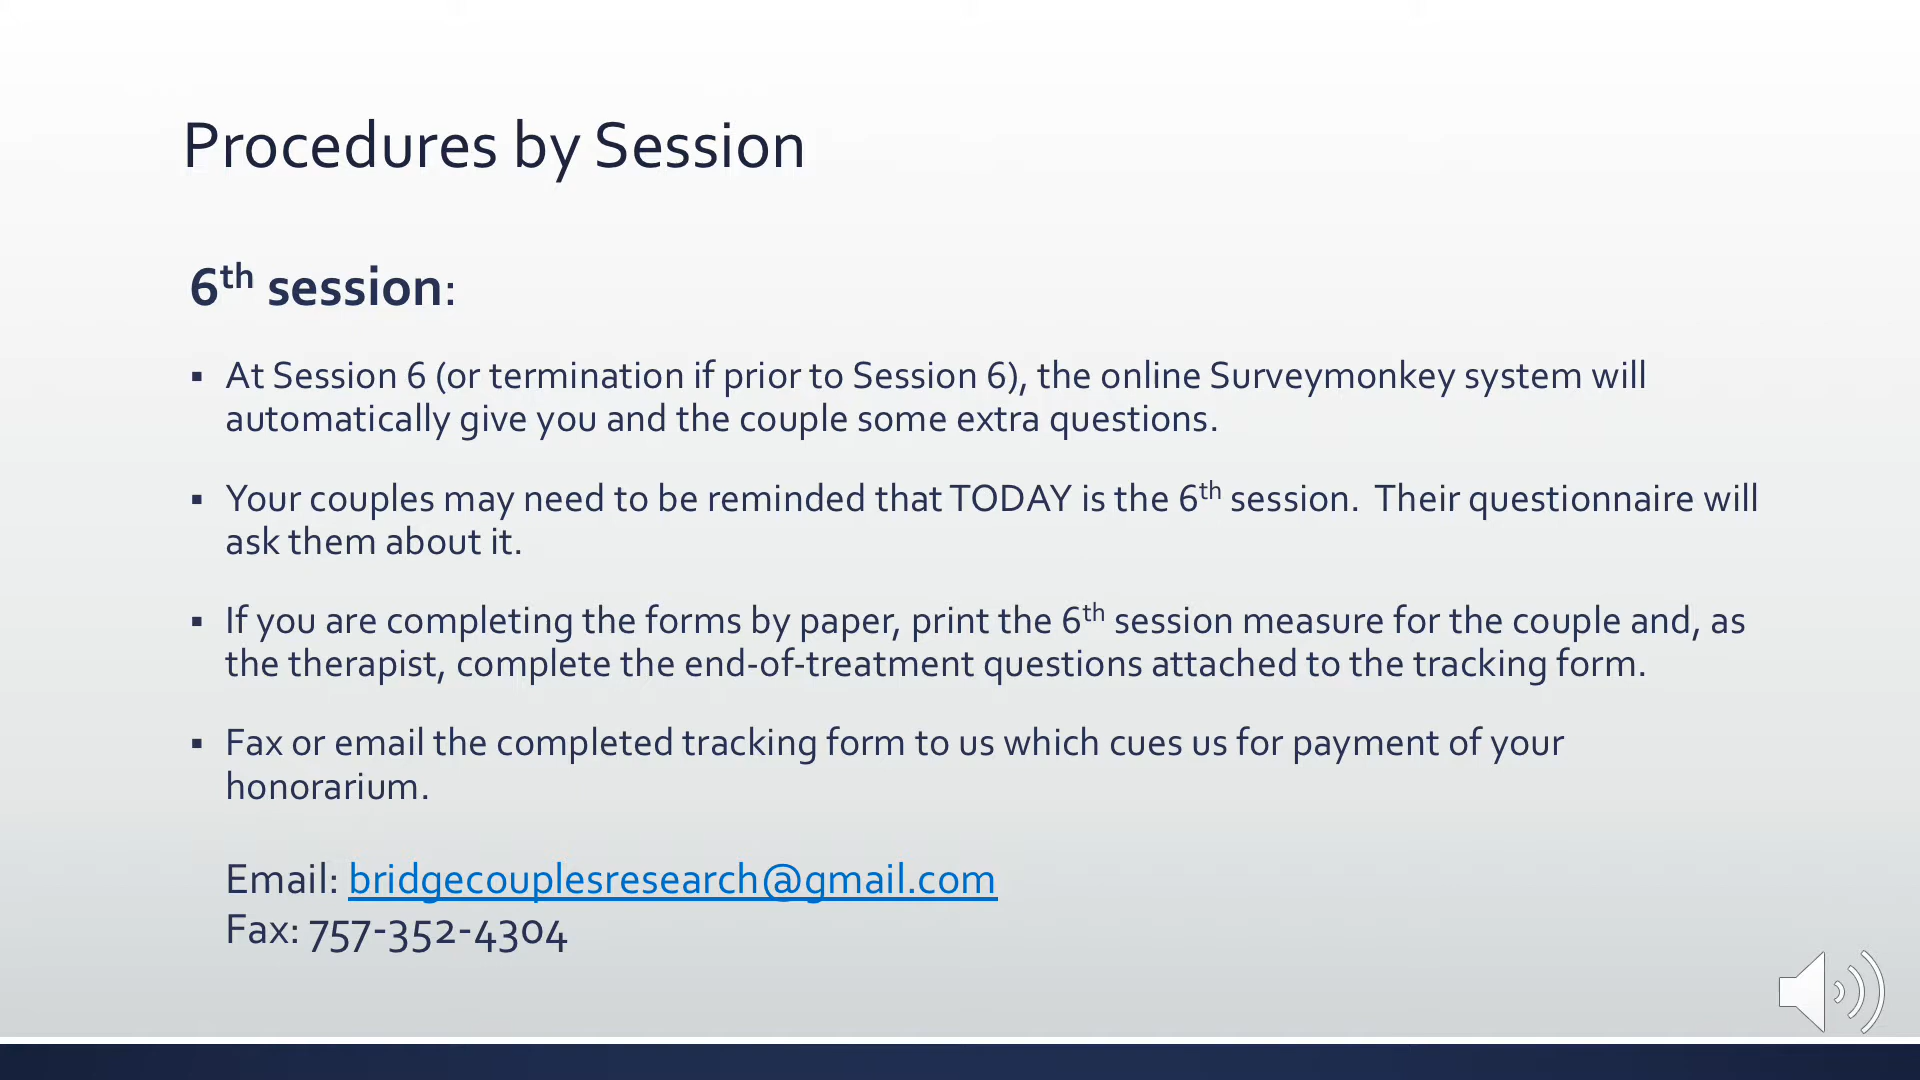 Procedures by Session
6th session:
▪ At Session 6 (or termination if prior to Session 6), the online Surveymonkey system will
automatically give you and the couple some extra questions.
▪ Your couples may need to be reminded that TODAY is the 6th session.  Their questionnaire will
ask them about it.
▪ If you are completing the forms by paper, print the 6th session measure for the couple and, as
the therapist, complete the end-of-treatment questions attached to the tracking form.
▪ Fax or email the completed tracking form to us which cues us for payment of your
honorarium.
Email: bridgecouplesresearch@gmail.com
Fax: 757-352-4304